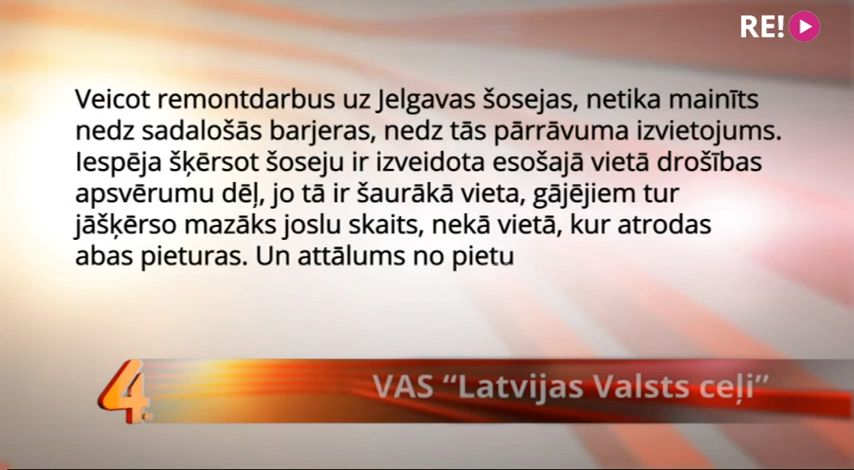 RE!
Veicot remontdarbus uz Jelgavas šosejas, netika mainīts
nedz sadalošās barjeras, nedz tās pārrāvuma izvietojums.
Iespēja šķērsot šoseju ir izveidota esošajā vietā drošības
apsvērumu dēļ, jo tā ir šaurākā vieta, gājējiem tur
jāšķērso mazāks joslu skaits, nekā vietā, kur atrodas
abas pieturas. Un attālums no pietu
4.
VAS “Latvijas Valsts ceļi”